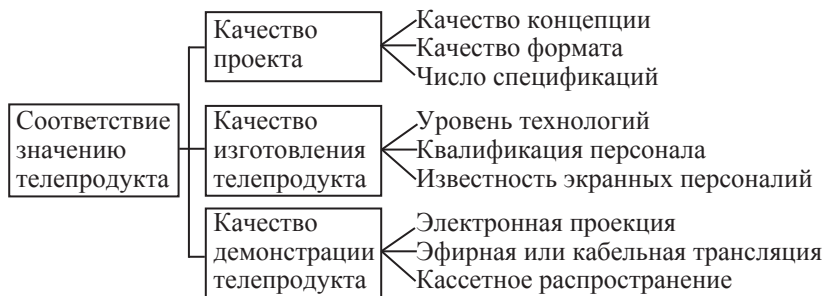 Соответствие
значению
телепродукта
Качество
проекта
Качество концепции
Качество формата
Число спецификаций
Качество
изготовления
телепродукта
Уровень технологий
Квалификация персонала
Известность экранных персоналий
Качество
демонстрации
телепродукта
Электронная проекция
Эфирная или кабельная трансляция
Кассетное распространение